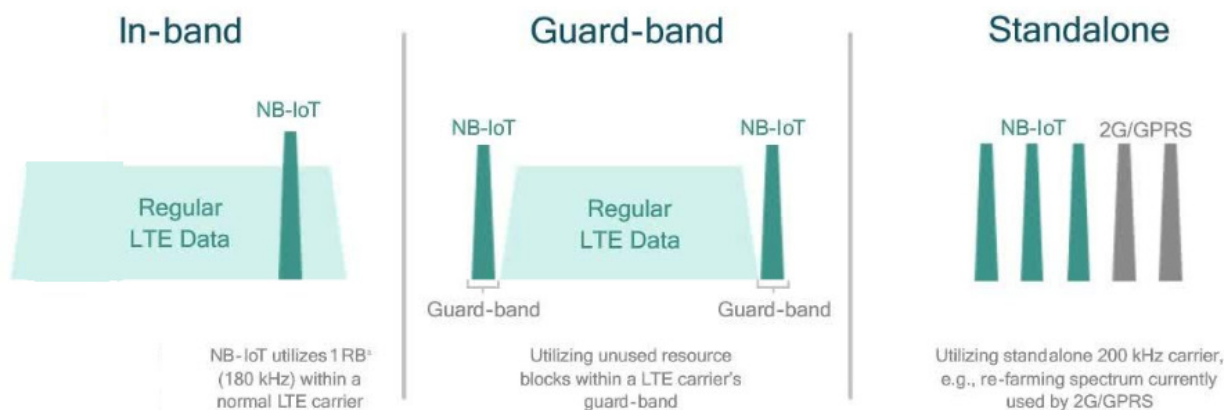 In-band
NB-IoT
Regular
LTE Data
NB-IoT utilizes 1 RB
(180 kHz) within a
normal LTE carrier
Guard-band
NB-IoT
NB-IoT
Regular
LTE Data
Guard-band
Guard-band
Utilizing unused resource
blocks within a LTE carrier's
guard-band
Standalone
NB-IoT
2G/GPRS
Utilizing standalone 200 kHz carrier,
e.g., re-farming spectrum currently
used by 2G/GPRS